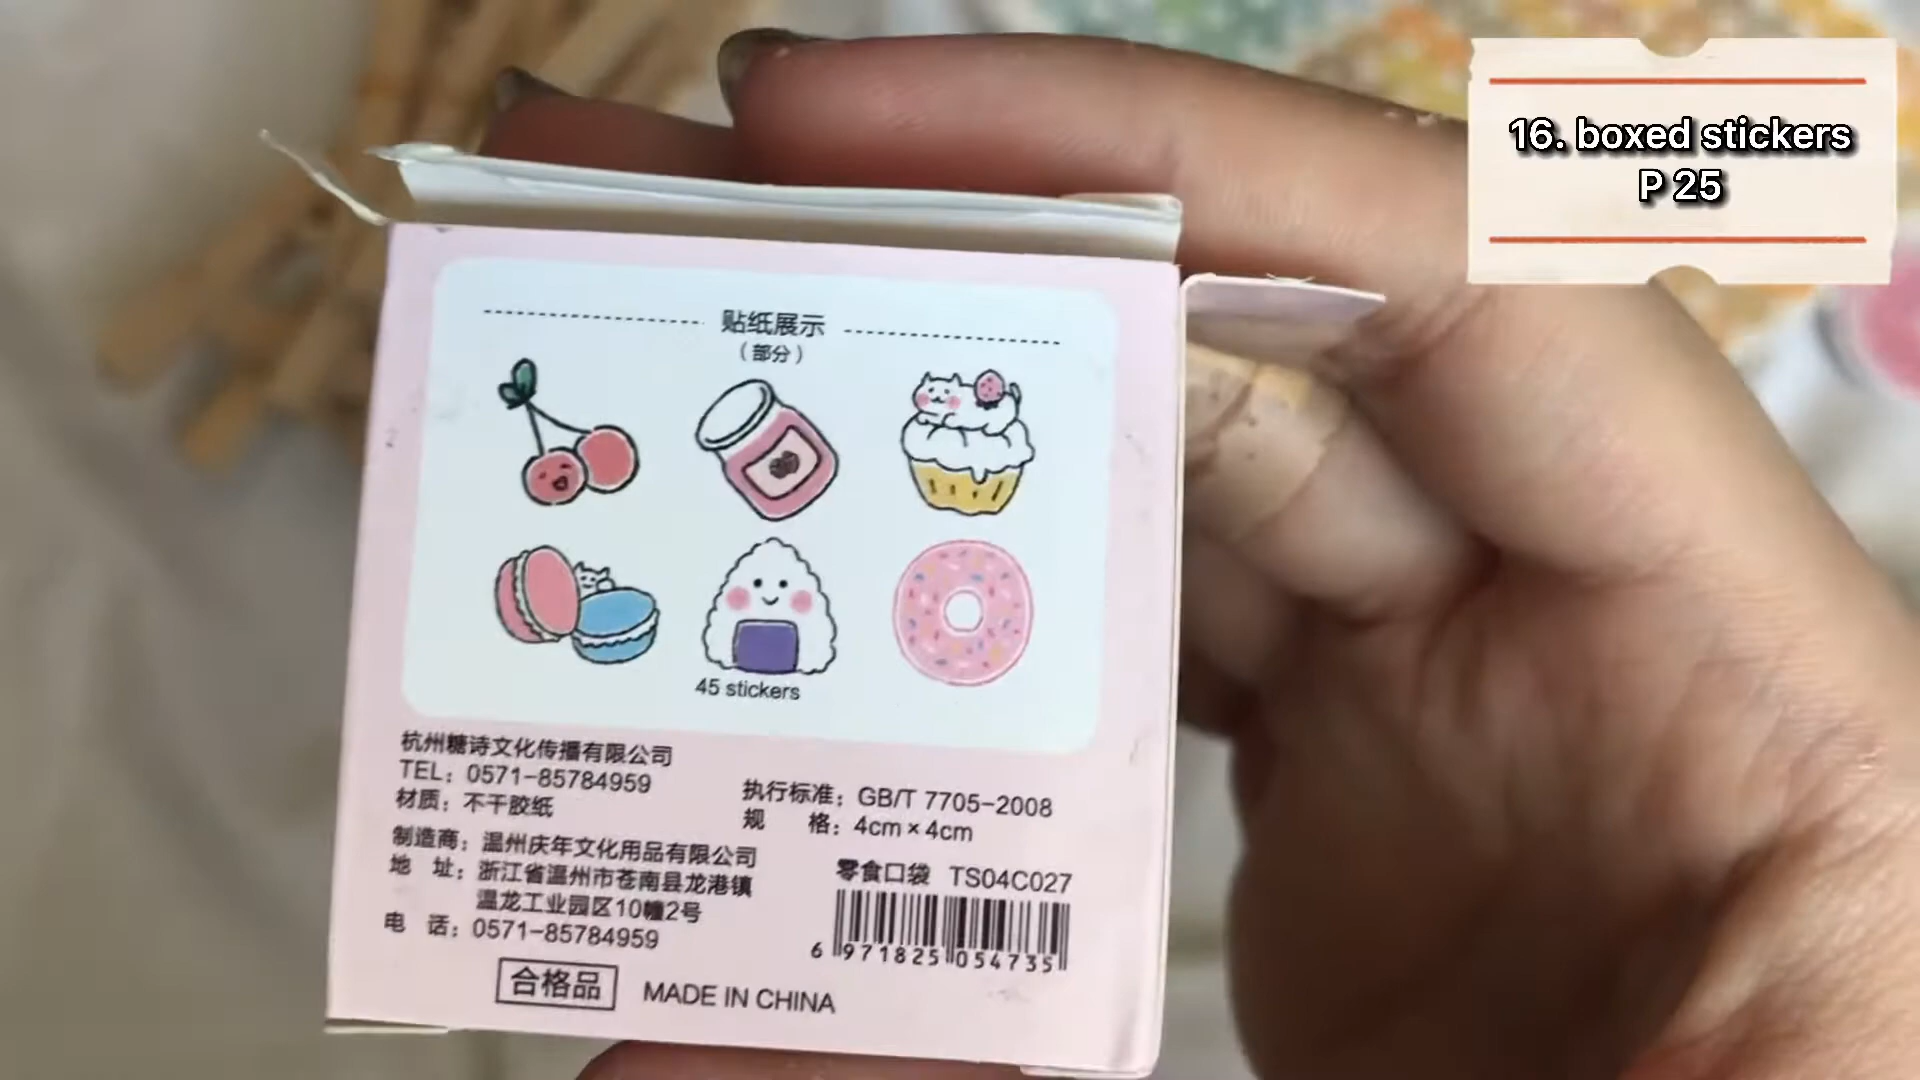 16. boxed stickers
P 25
贴纸展示
（部分）
45 stickers
杭州糖诗文化传播有限公司
TEL：0571-85784959
材质：不干胶纸
执行标准：GB/T 7705-2008
规 格：4cm×4cm
制造商：温州庆年文化用品有限公司
地 址：浙江省温州市苍南县龙港镇
温龙工业园区10幢2号
电 话：0571-85784959
零食口袋 TS04C027
6 971825 054735
合格品
MADE IN CHINA